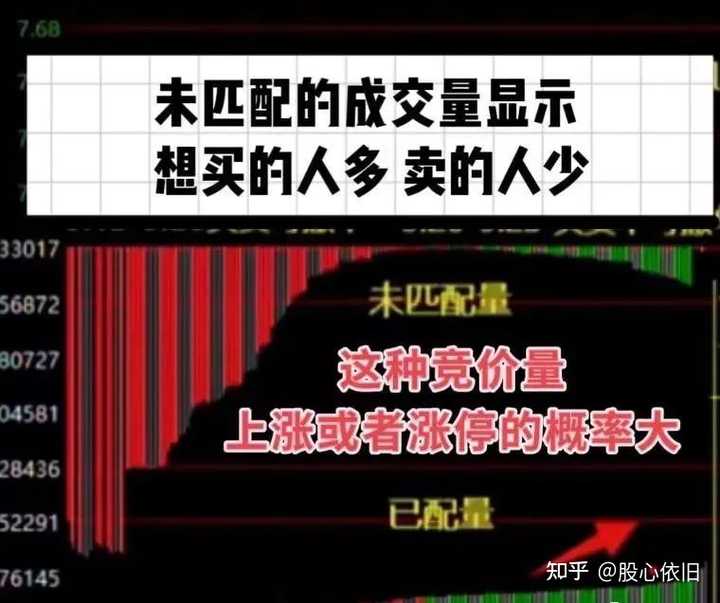 7.68
未匹配的成交量显示
想买的人多 卖的人少
33017
56872
未匹配量
80727
这种竞价量
04581
上涨或者涨停的概率大
28436
52291
已配量
76145
知乎 @股心依旧